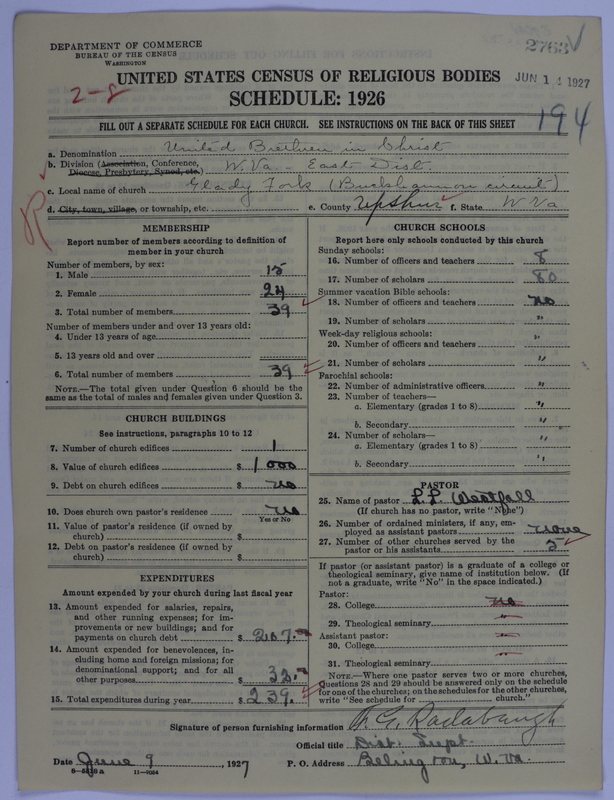 DEPARTMENT OF COMMERCE
BUREAU OF THE CENSUS
WASHINGTON
2763
JUN 14 1927
UNITED STATES CENSUS OF RELIGIOUS BODIES
SCHEDULE: 1926
2-8
194
FILL OUT A SEPARATE SCHEDULE FOR EACH CHURCH. SEE INSTRUCTIONS ON THE BACK OF THIS SHEET
a. Denomination United Brethren in Christ
b. Division (Association, Conference, Diocese, Presbytery, Synod, etc.) W. Va. - East Dist.
c. Local name of church Glady Fork (Buckhannon circuit)
d. City, town, village, or township, etc. e. County Upshur f. State W Va
R
MEMBERSHIP
Report number of members according to definition of
member in your church
Number of members, by sex:
1. Male 15
2. Female 24
3. Total number of members 39
Number of members under and over 13 years old:
4. Under 13 years of age
5. 13 years old and over
6. Total number of members 39
NOTE.—The total given under Question 6 should be the
same as the total of males and females given under Question 3.
CHURCH BUILDINGS
See instructions, paragraphs 10 to 12
7. Number of church edifices 1
8. Value of church edifices $ 1000
9. Debt on church edifices $ no
10. Does church own pastor's residence no
Yes or No
11. Value of pastor's residence (if owned by
church) $
12. Debt on pastor's residence (if owned by
church) $
EXPENDITURES
Amount expended by your church during last fiscal year
13. Amount expended for salaries, repairs,
and other running expenses; for im-
provements or new buildings; and for
payments on church debt $ 207.
14. Amount expended for benevolences, in-
cluding home and foreign missions; for
denominational support; and for all
other purposes $ 32.
15. Total expenditures during year $ 239.
CHURCH SCHOOLS
Report here only schools conducted by this church
Sunday schools:
16. Number of officers and teachers 8
17. Number of scholars 80
Summer vacation Bible schools:
18. Number of officers and teachers no
19. Number of scholars "
Week-day religious schools:
20. Number of officers and teachers "
21. Number of scholars "
Parochial schools:
22. Number of administrative officers "
23. Number of teachers—
a. Elementary (grades 1 to 8) "
b. Secondary "
24. Number of scholars—
a. Elementary (grades 1 to 8) "
b. Secondary "
PASTOR
25. Name of pastor L. L. Westfall
(If church has no pastor, write "None")
26. Number of ordained ministers, if any, em-
ployed as assistant pastors none
27. Number of other churches served by the
pastor or his assistants 5
If pastor (or assistant pastor) is a graduate of a college or
theological seminary, give name of institution below. (If
not a graduate, write "No" in the space indicated.)
Pastor:
28. College no
29. Theological seminary "
Assistant pastor:
30. College "
31. Theological seminary "
NOTE.—Where one pastor serves two or more churches,
questions 28 and 29 should be answered only on the schedule
for one of the churches; on the schedules for the other churches,
write "See schedule for church."
Signature of person furnishing information F. G. Radabaugh
Official title Dist. Supt.
Date June 9, 1927 P. O. Address Belington, W. Va.
8-5518a 11-9004